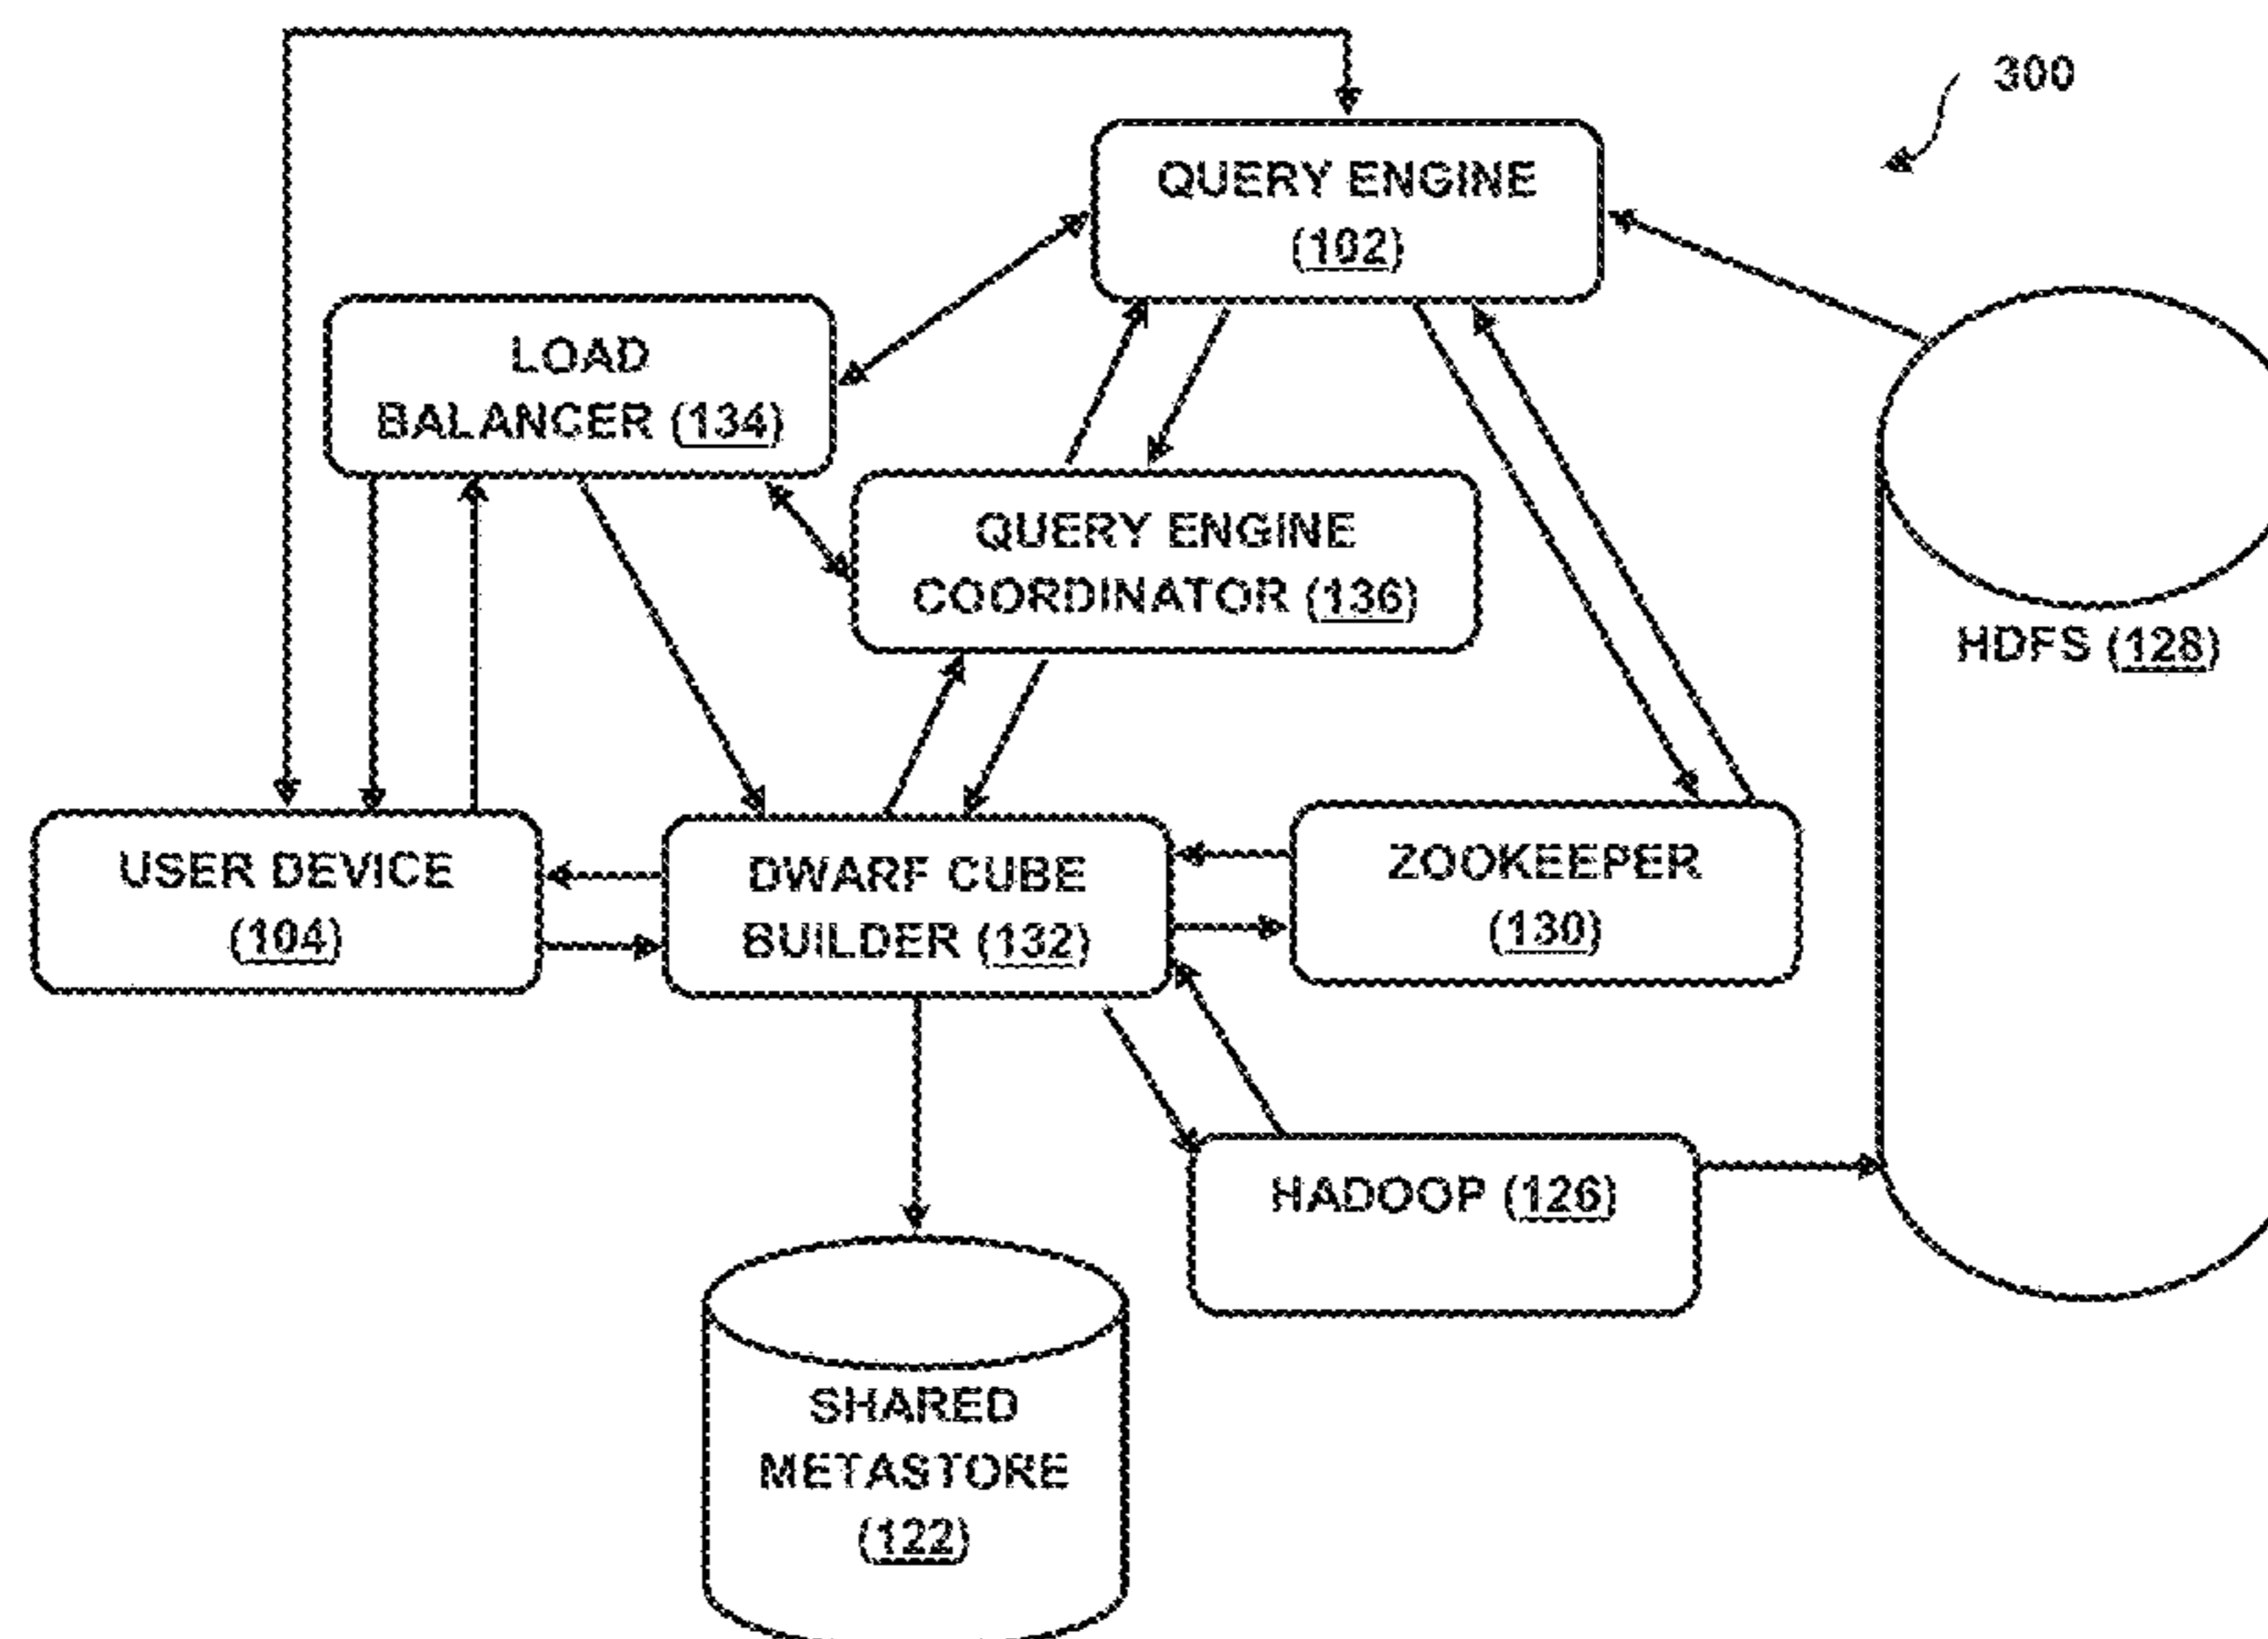 300
QUERY ENGINE
(102)
LOAD
BALANCER (134)
QUERY ENGINE
COORDINATOR (136)
HDFS (128)
USER DEVICE
(104)
DWARF CUBE
BUILDER (132)
ZOOKEEPER
(130)
HADOOP (126)
SHARED
METASTORE
(122)